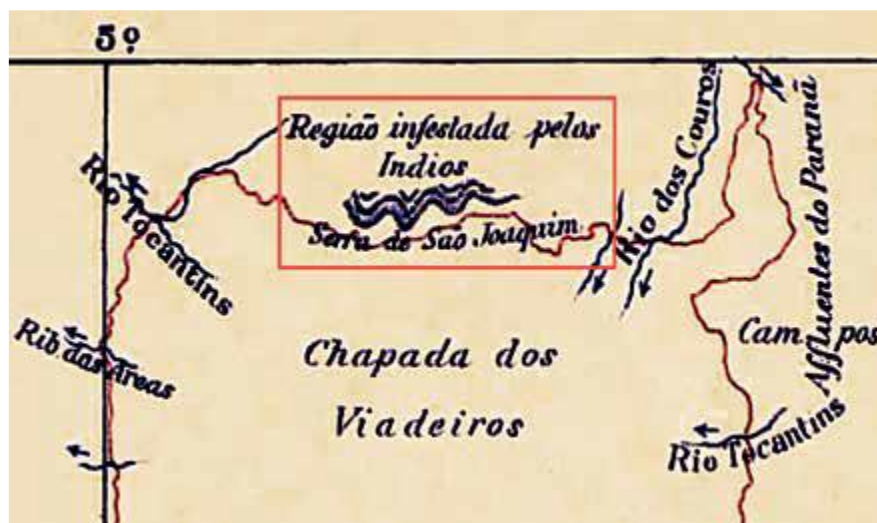 5º
Região infestada pelos
Indios
Serra de São Joaquim
Rio Tocantins
Rio dos Couros
Affluentes do Paranã
Rib das Areas
Chapada dos
Viadeiros
Campos
Rio Tocantins